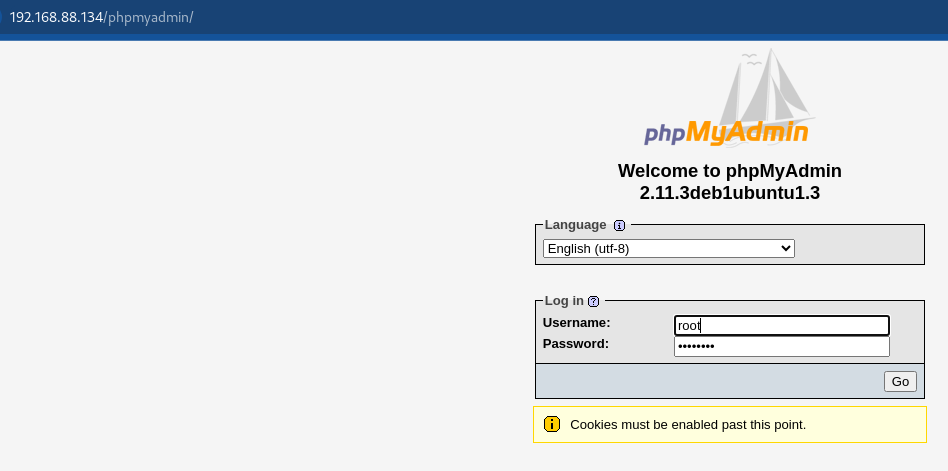 192.168.88.134/phpmyadmin/
phpMyAdmin
Welcome to phpMyAdmin
2.11.3deb1ubuntu1.3
Language
English (utf-8)
Log in
Username: root
Password: ••••••••
Go
Cookies must be enabled past this point.